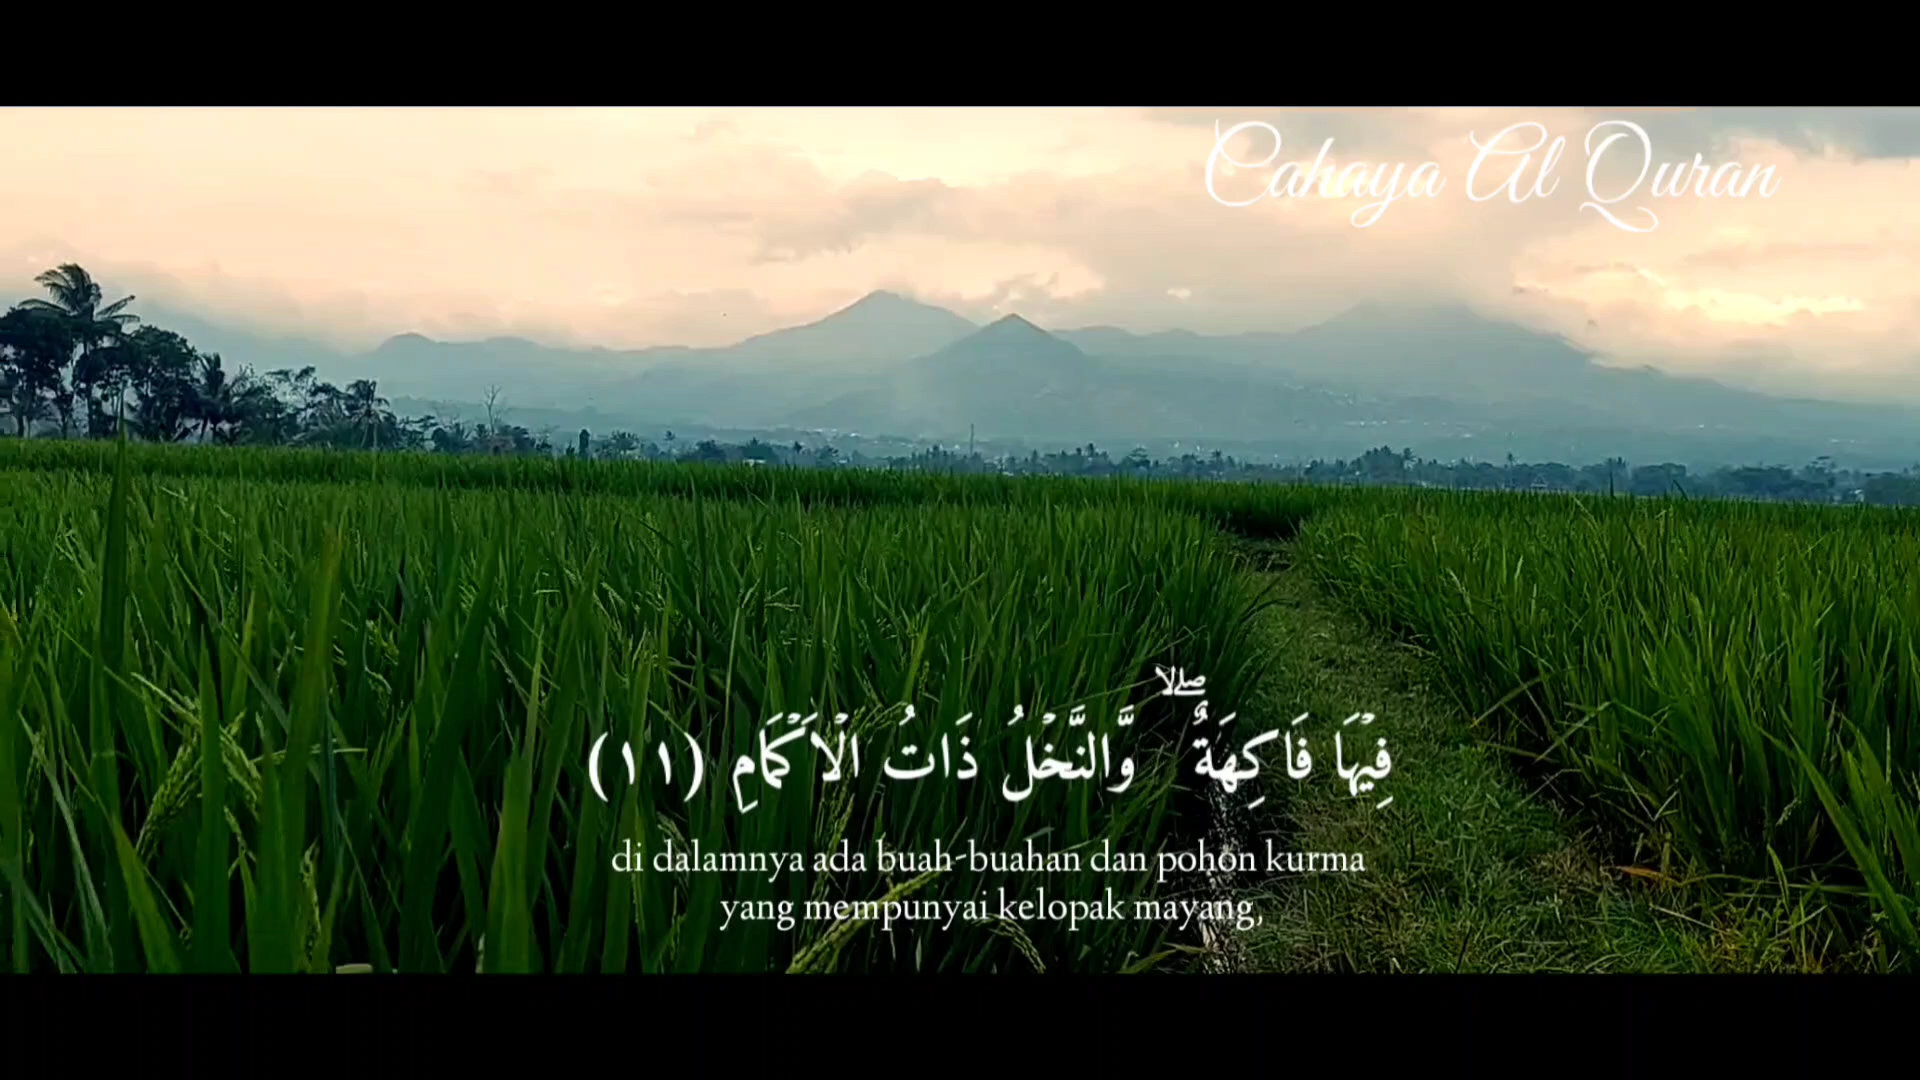 Cahaya Al Quran
فِيْهَا فَاكِهَةٌ ۖ وَّالنَّخْلُ ذَاتُ الْاَكْمَامِ (١١)
di dalamnya ada buah-buahan dan pohon kurma
yang mempunyai kelopak mayang,